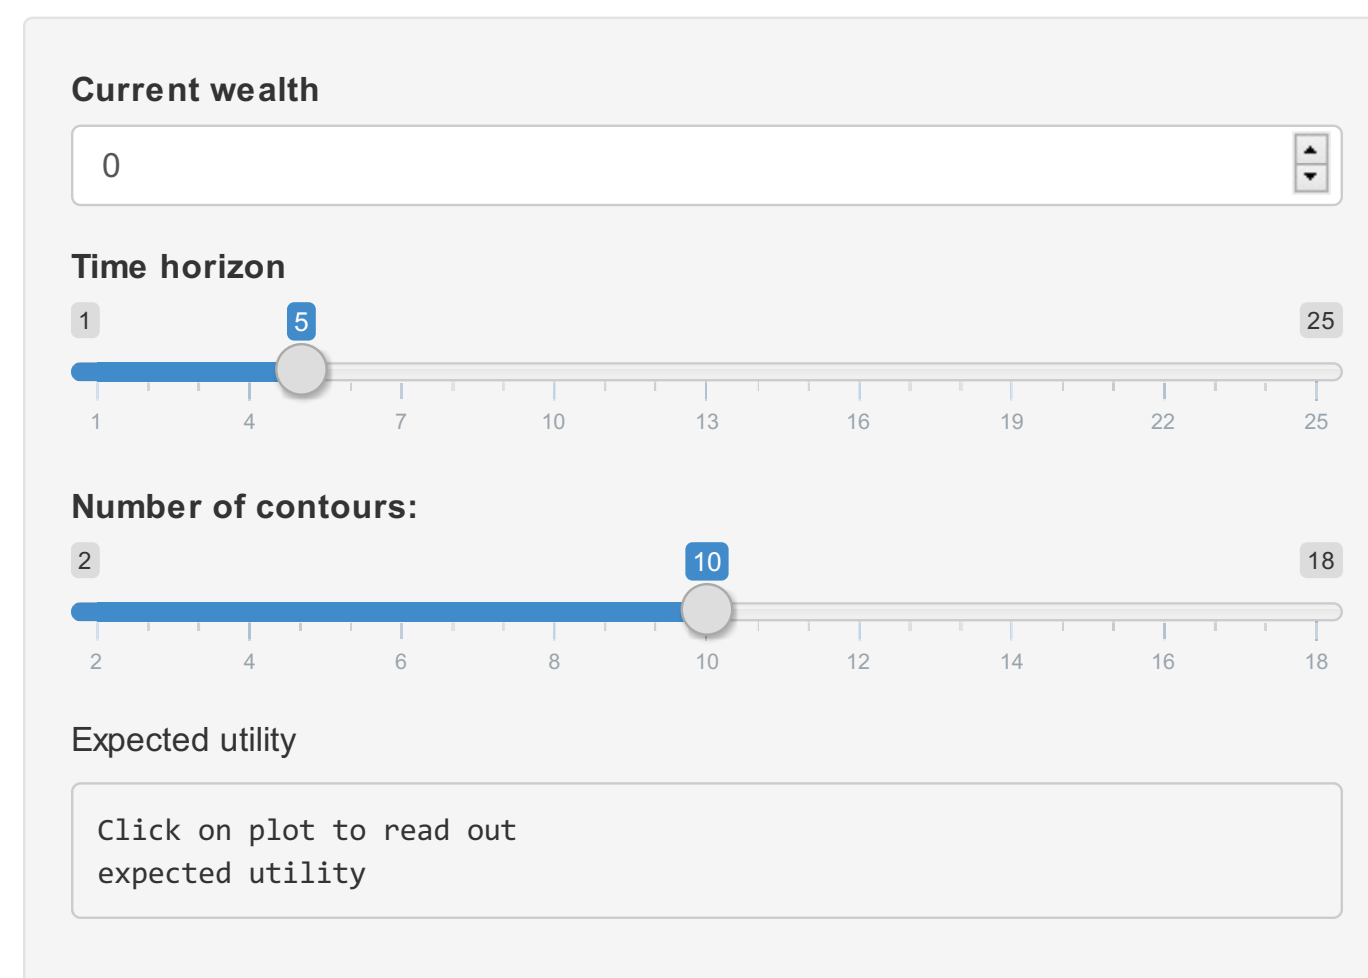 Current wealth
0
Time horizon
1 5 25
1 4 7 10 13 16 19 22 25
Number of contours:
2 10 18
2 4 6 8 10 12 14 16 18
Expected utility
Click on plot to read out
expected utility